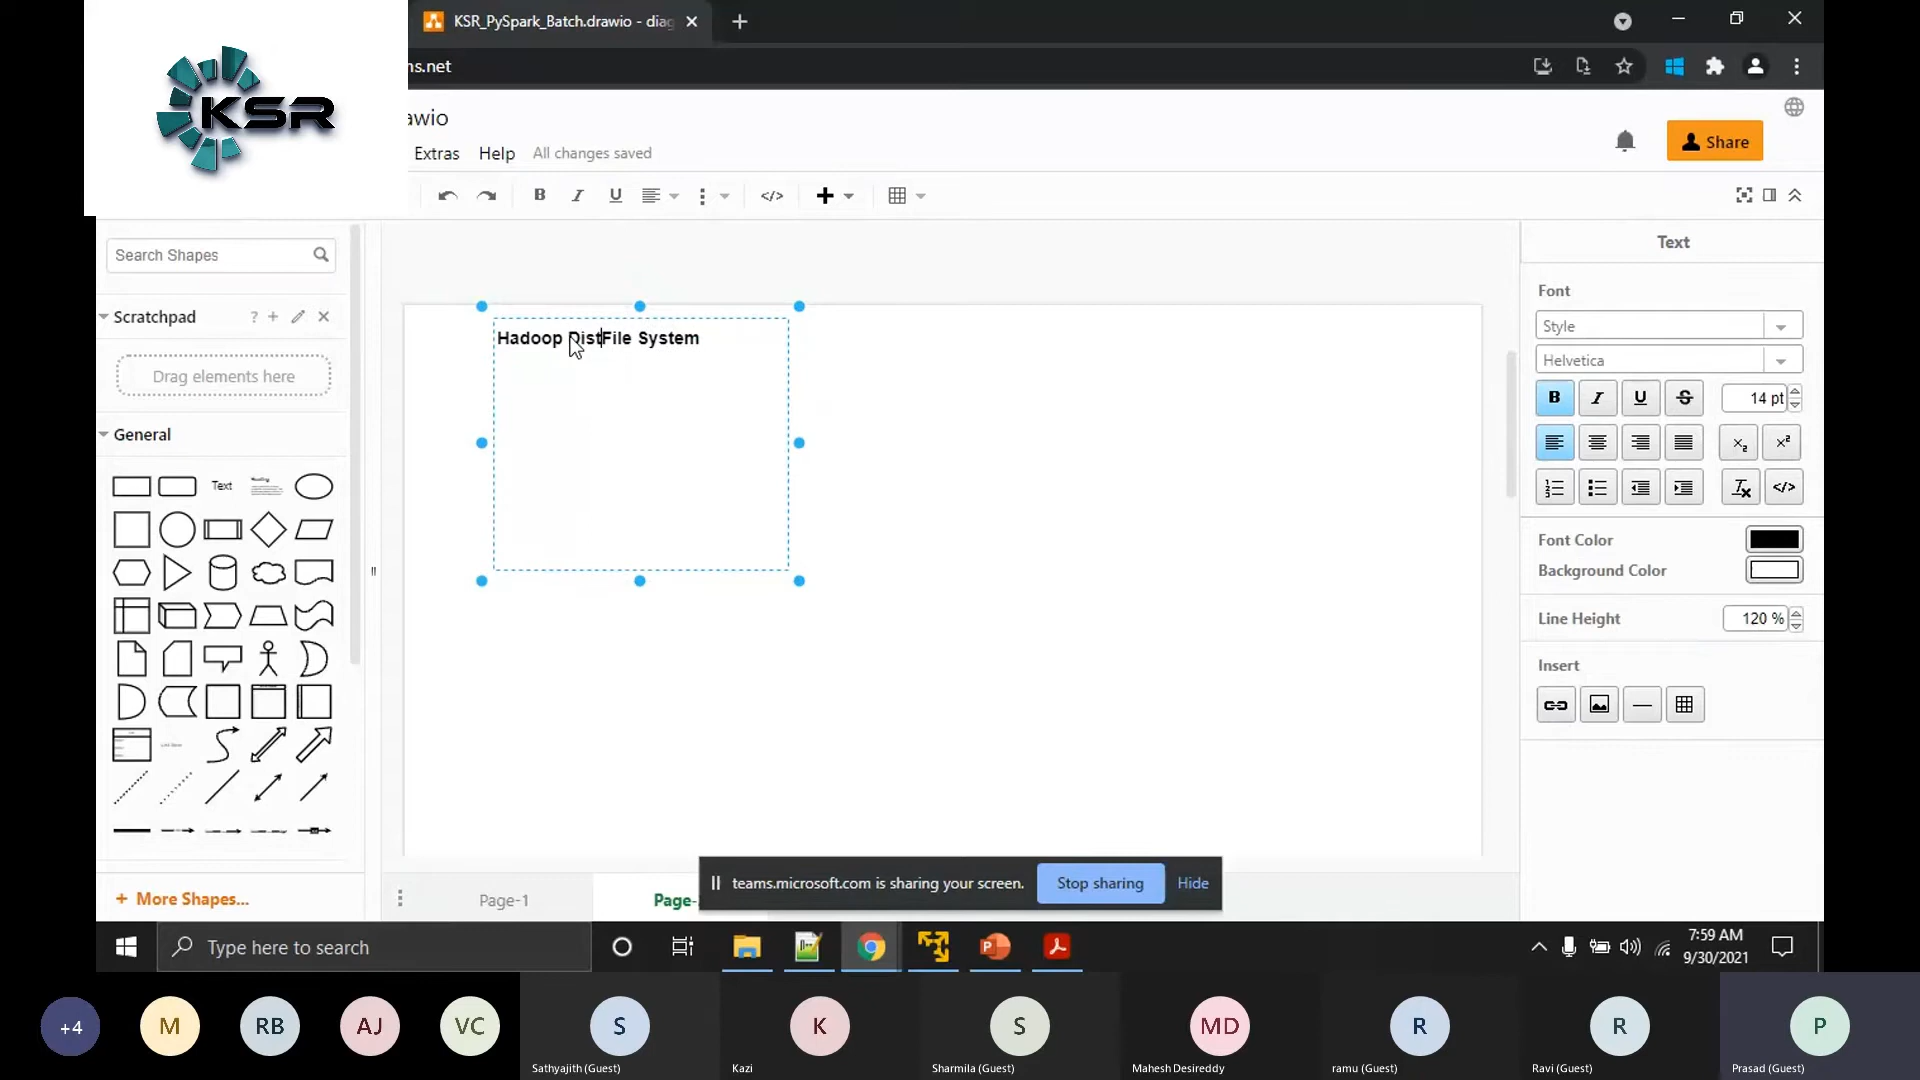 KSR_PySpark_Batch.drawio - diag
ns.net
KSR
awio
Extras
Help
All changes saved
Share
B
I
U
Search Shapes
Scratchpad
?
Drag elements here
General
Text
Heading
More Shapes...
Hadoop DistFile System
Text
Font
Style
Helvetica
B
I
U
S
14 pt
Font Color
Background Color
Line Height
120 %
Insert
Page-1
Page-
teams.microsoft.com is sharing your screen.
Stop sharing
Hide
Type here to search
7:59 AM
9/30/2021
+4
M
RB
AJ
VC
S
K
S
MD
R
R
P
Sathyajith (Guest)
Kazi
Sharmila (Guest)
Mahesh Desireddy
ramu (Guest)
Ravi (Guest)
Prasad (Guest)